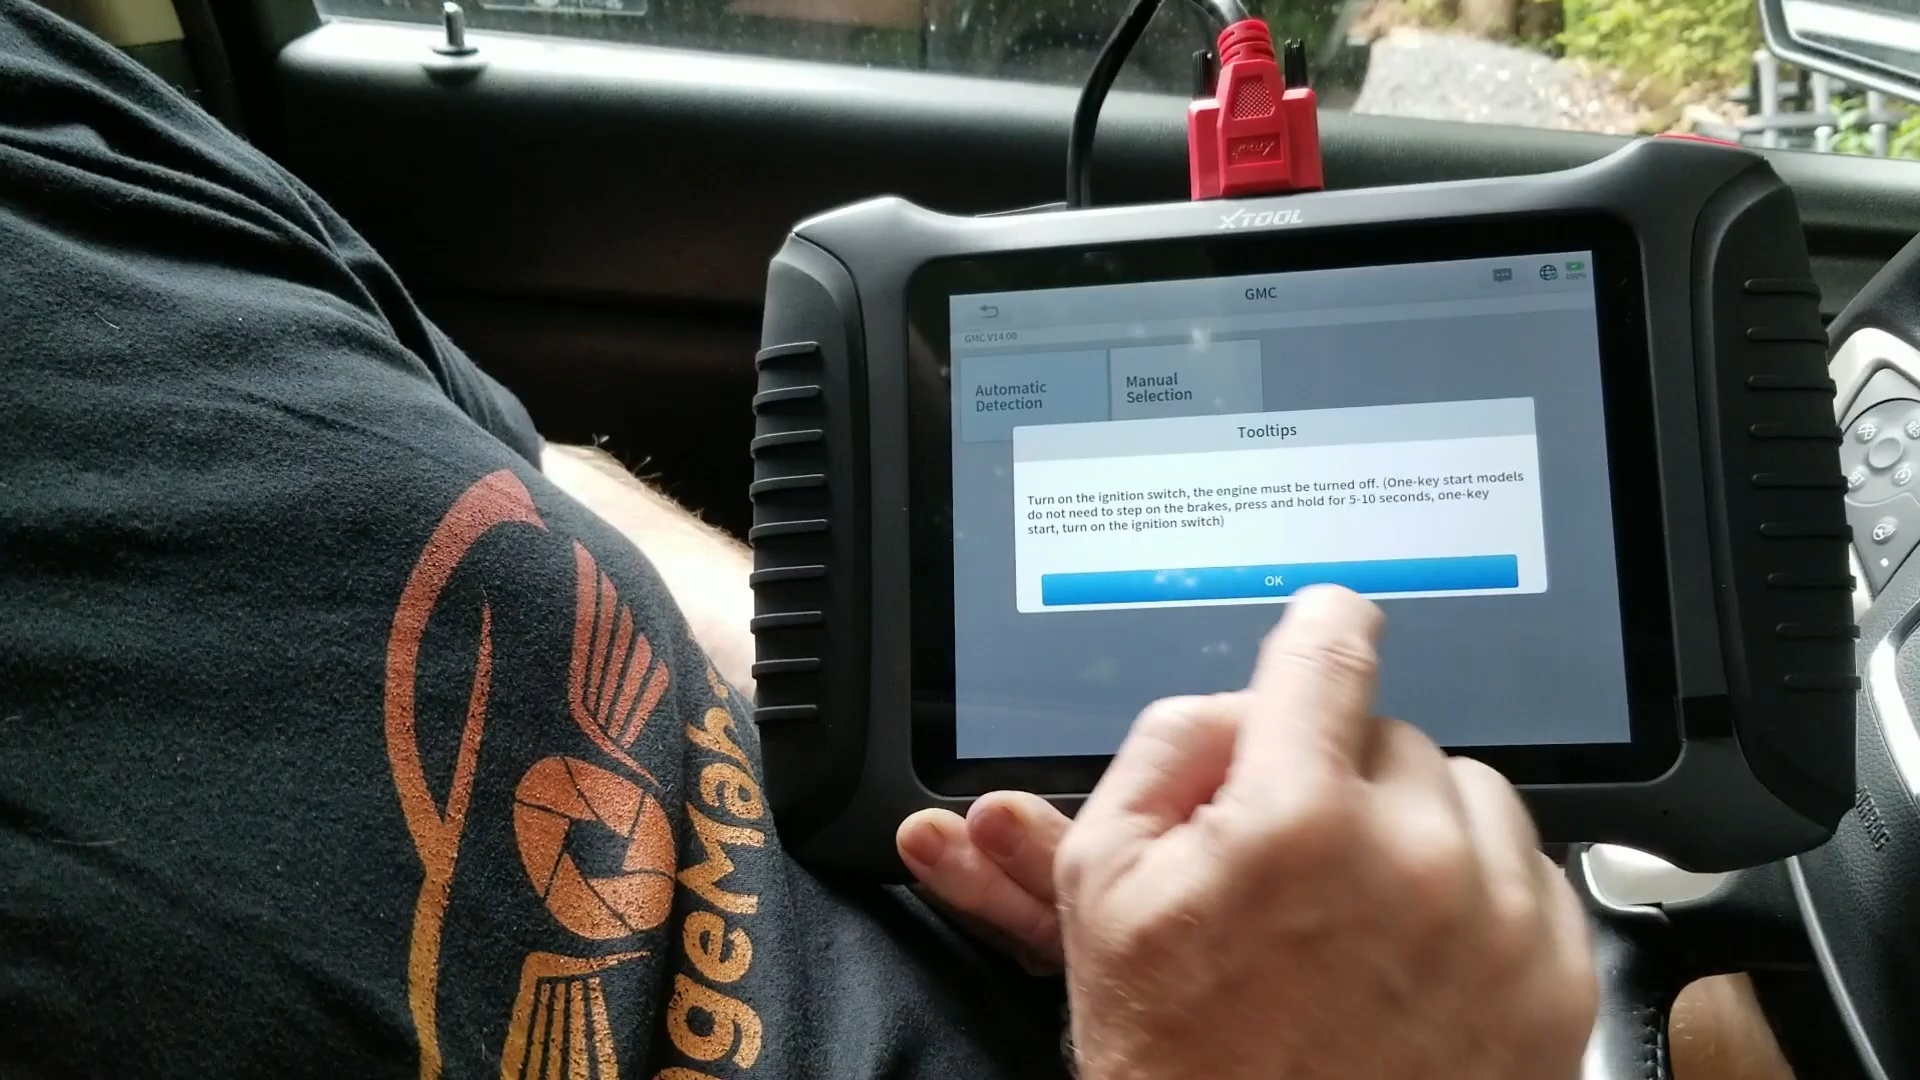 XTOOL
GMC
100%
GMC V14.00
Automatic
Detection
Manual
Selection
Tooltips
Turn on the ignition switch, the engine must be turned off. (One-key start models
do not need to step on the brakes, press and hold for 5-10 seconds, one-key
start, turn on the ignition switch)
OK
AIRBAG